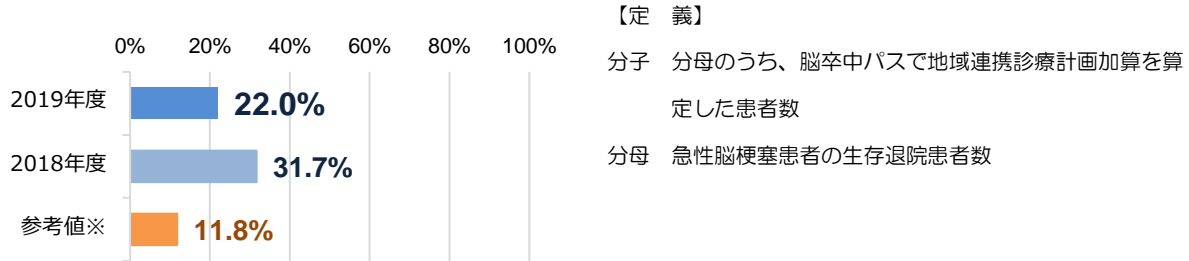 0% 20% 40% 60% 80% 100%
2019年度 22.0%
2018年度 31.7%
参考値※ 11.8%
【定　義】
分子　分母のうち、脳卒中パスで地域連携診療計画加算を算
定した患者数
分母　急性脳梗塞患者の生存退院患者数